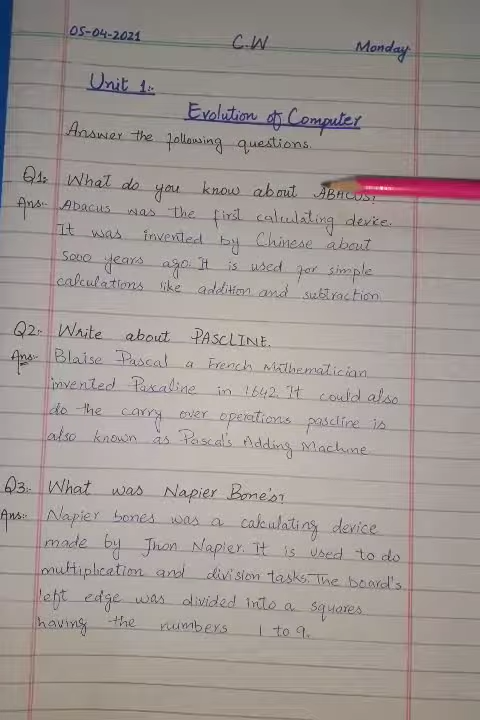 05-04-2021 C.W Monday
Unit 1:-
Evolution of Computer
Answer the following questions.
Q1:- What do you know about ABACUS?
Ans:- Abacus was the first calculating device.
It was invented by Chinese about
5000 years ago. It is used for simple
calculations like addition and subtraction
Q2:- Write about PASCLINE.
Ans:- Blaise Pascal a French Mathematician
invented Pascaline in 1642. It could also
do the carry over operations pascline is
also known as Pascal's Adding Machine
Q3:- What was Napier Bone's?
Ans:- Napier bones was a calculating device
made by Jhon Napier. It is used to do
multiplication and division tasks. The board's
left edge was divided into a squares
having the numbers 1 to 9.